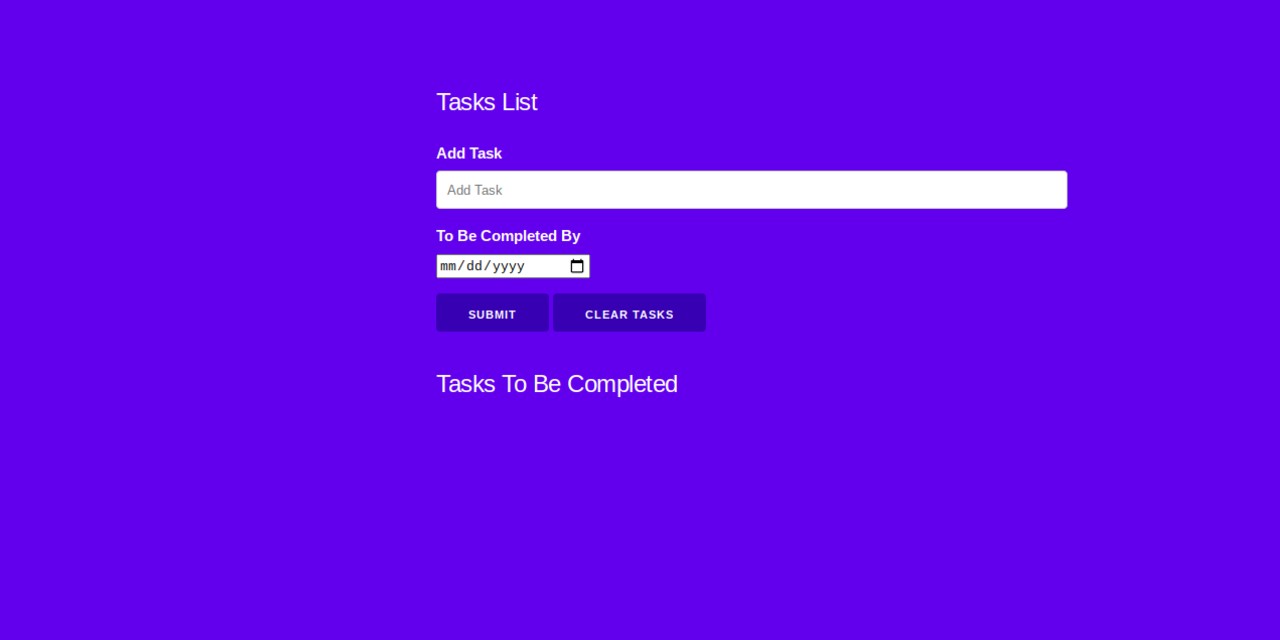 Tasks List
Add Task
Add Task
To Be Completed By
mm/dd/yyyy
SUBMIT CLEAR TASKS
Tasks To Be Completed